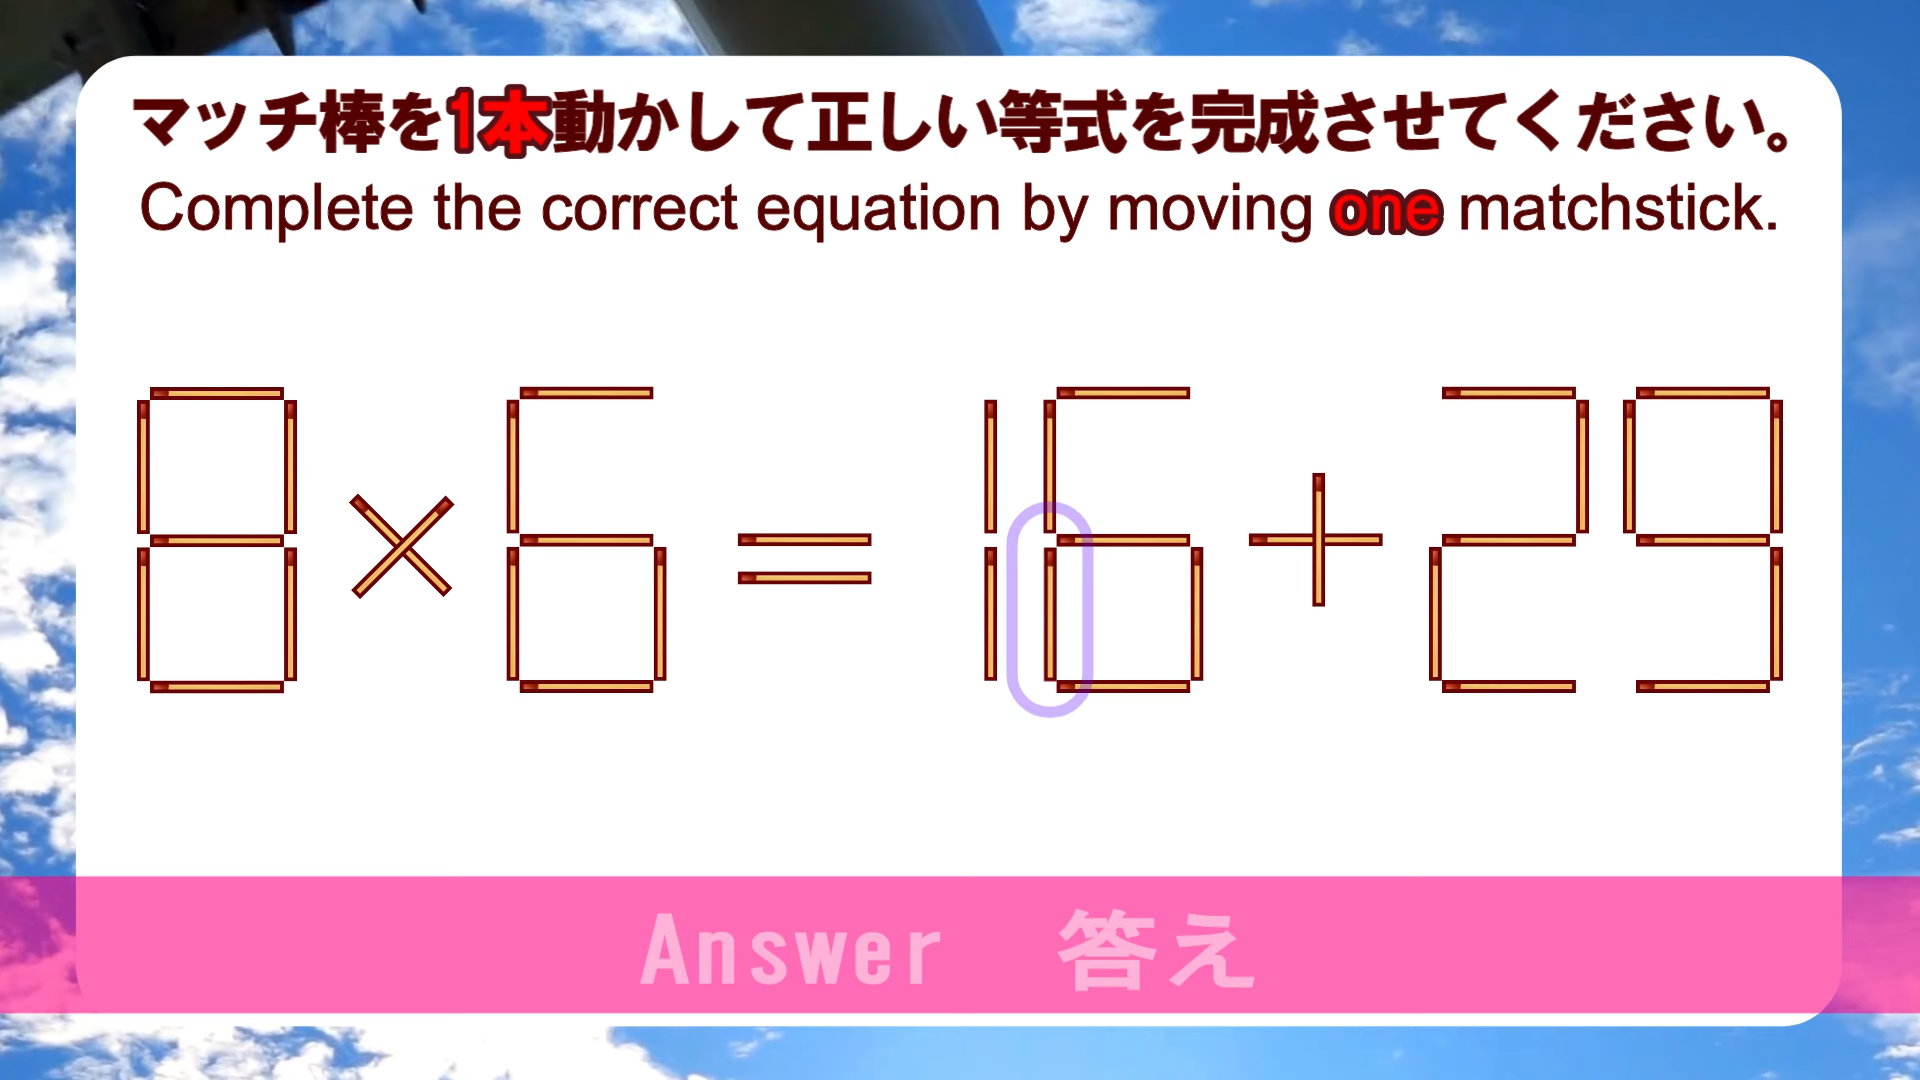 マッチ棒を1本動かして正しい等式を完成させてください。
Complete the correct equation by moving one matchstick.
8×6=16+29
Answer 答え